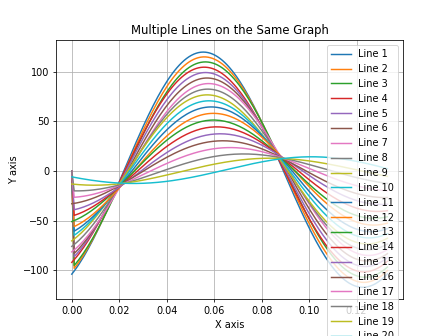 Multiple Lines on the Same Graph
Y axis
100
50
0
−50
−100
0.00
0.02
0.04
0.06
0.08
0.10
X axis
Line 1
Line 2
Line 3
Line 4
Line 5
Line 6
Line 7
Line 8
Line 9
Line 10
Line 11
Line 12
Line 13
Line 14
Line 15
Line 16
Line 17
Line 18
Line 19
Line 20